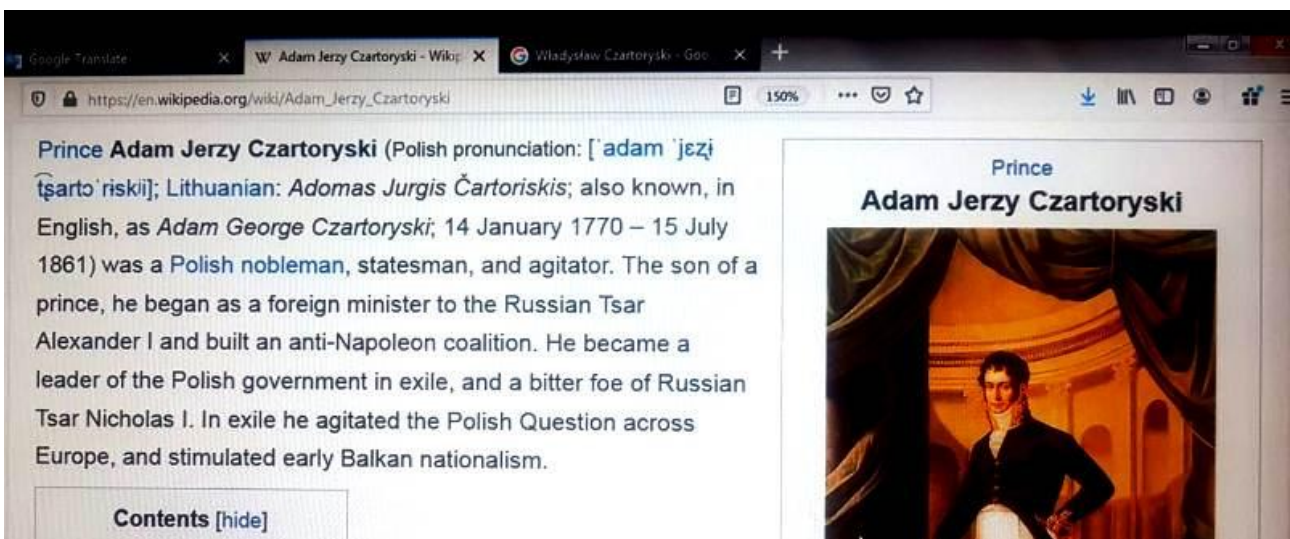 Google Translate
W Adam Jerzy Czartoryski - Wikip
G Władysław Czartoryski - Goo
https://en.wikipedia.org/wiki/Adam_Jerzy_Czartoryski
150%
Prince Adam Jerzy Czartoryski (Polish pronunciation: [ˈadam ˈjɛʐɨ
t͡ʂartɔˈrɨskii]; Lithuanian: Adomas Jurgis Čartoriskis; also known, in
English, as Adam George Czartoryski; 14 January 1770 – 15 July
1861) was a Polish nobleman, statesman, and agitator. The son of a
prince, he began as a foreign minister to the Russian Tsar
Alexander I and built an anti-Napoleon coalition. He became a
leader of the Polish government in exile, and a bitter foe of Russian
Tsar Nicholas I. In exile he agitated the Polish Question across
Europe, and stimulated early Balkan nationalism.
Contents [hide]
Prince
Adam Jerzy Czartoryski